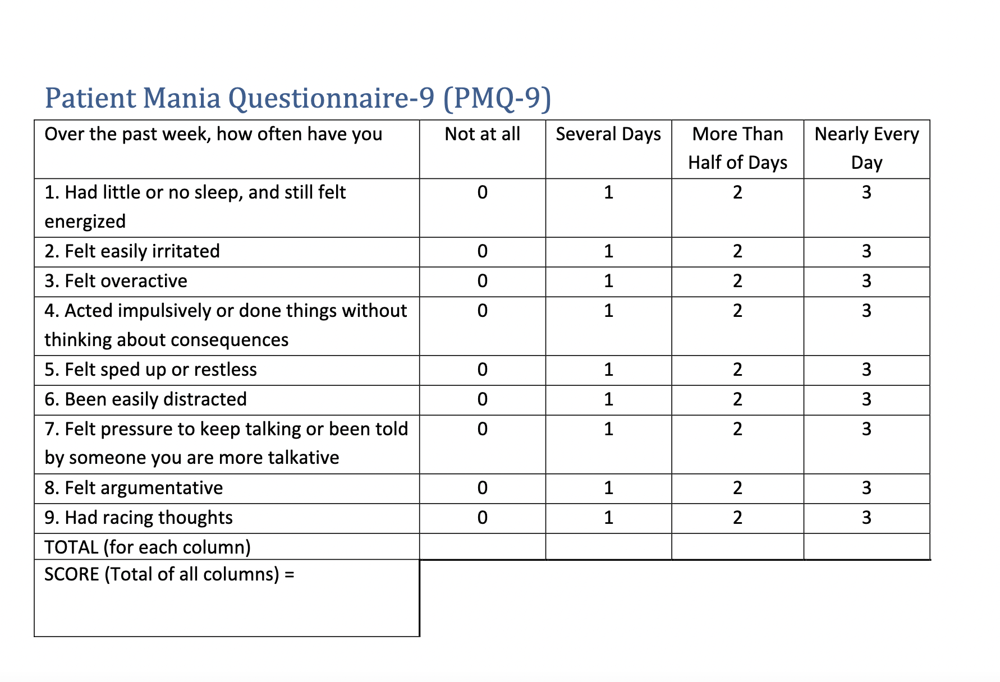 Patient Mania Questionnaire-9 (PMQ-9)
Over the past week, how often have you Not at all Several Days More Than Half of Days Nearly Every Day
1. Had little or no sleep, and still felt energized 0 1 2 3
2. Felt easily irritated 0 1 2 3
3. Felt overactive 0 1 2 3
4. Acted impulsively or done things without thinking about consequences 0 1 2 3
5. Felt sped up or restless 0 1 2 3
6. Been easily distracted 0 1 2 3
7. Felt pressure to keep talking or been told by someone you are more talkative 0 1 2 3
8. Felt argumentative 0 1 2 3
9. Had racing thoughts 0 1 2 3
TOTAL (for each column)
SCORE (Total of all columns) =